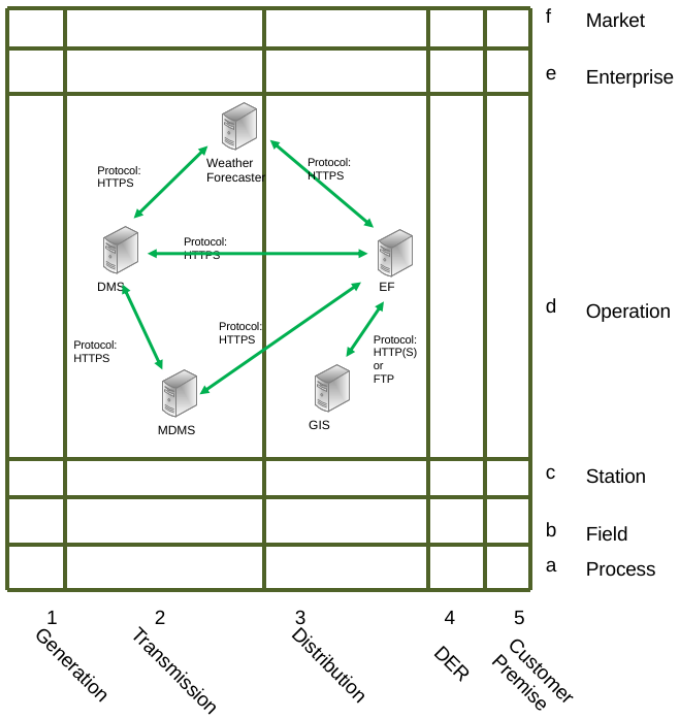 f Market
e Enterprise
Weather
Forecaster
Protocol:
HTTPS
Protocol:
HTTPS
Protocol:
HTTPS
DMS
EF
d Operation
Protocol:
HTTPS
Protocol:
HTTPS
Protocol:
HTTP(S)
or
FTP
MDMS
GIS
c Station
b Field
a Process
1 2 3 4 5
Generation
Transmission
Distribution
DER
Customer
Premise